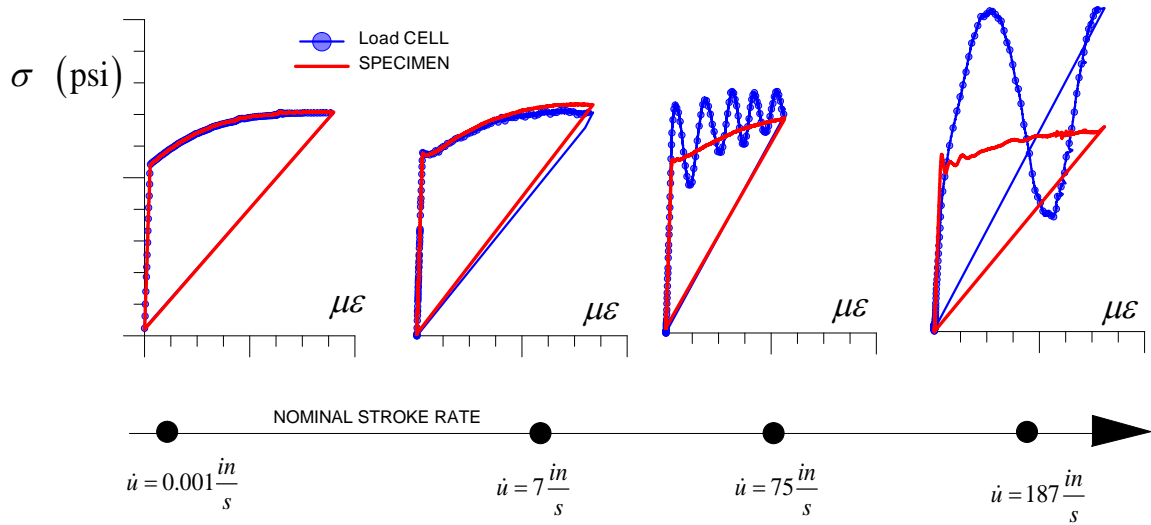 σ (psi)
Load CELL
SPECIMEN
με
με
με
με
NOMINAL STROKE RATE
u̇ = 0.001 in/s
u̇ = 7 in/s
u̇ = 75 in/s
u̇ = 187 in/s